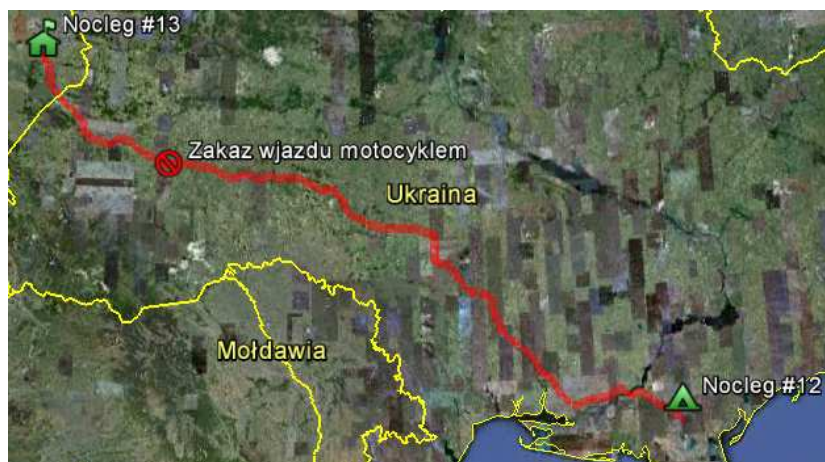 Nocleg #13
Zakaz wjazdu motocyklem
Ukraina
Mołdawia
Nocleg #12